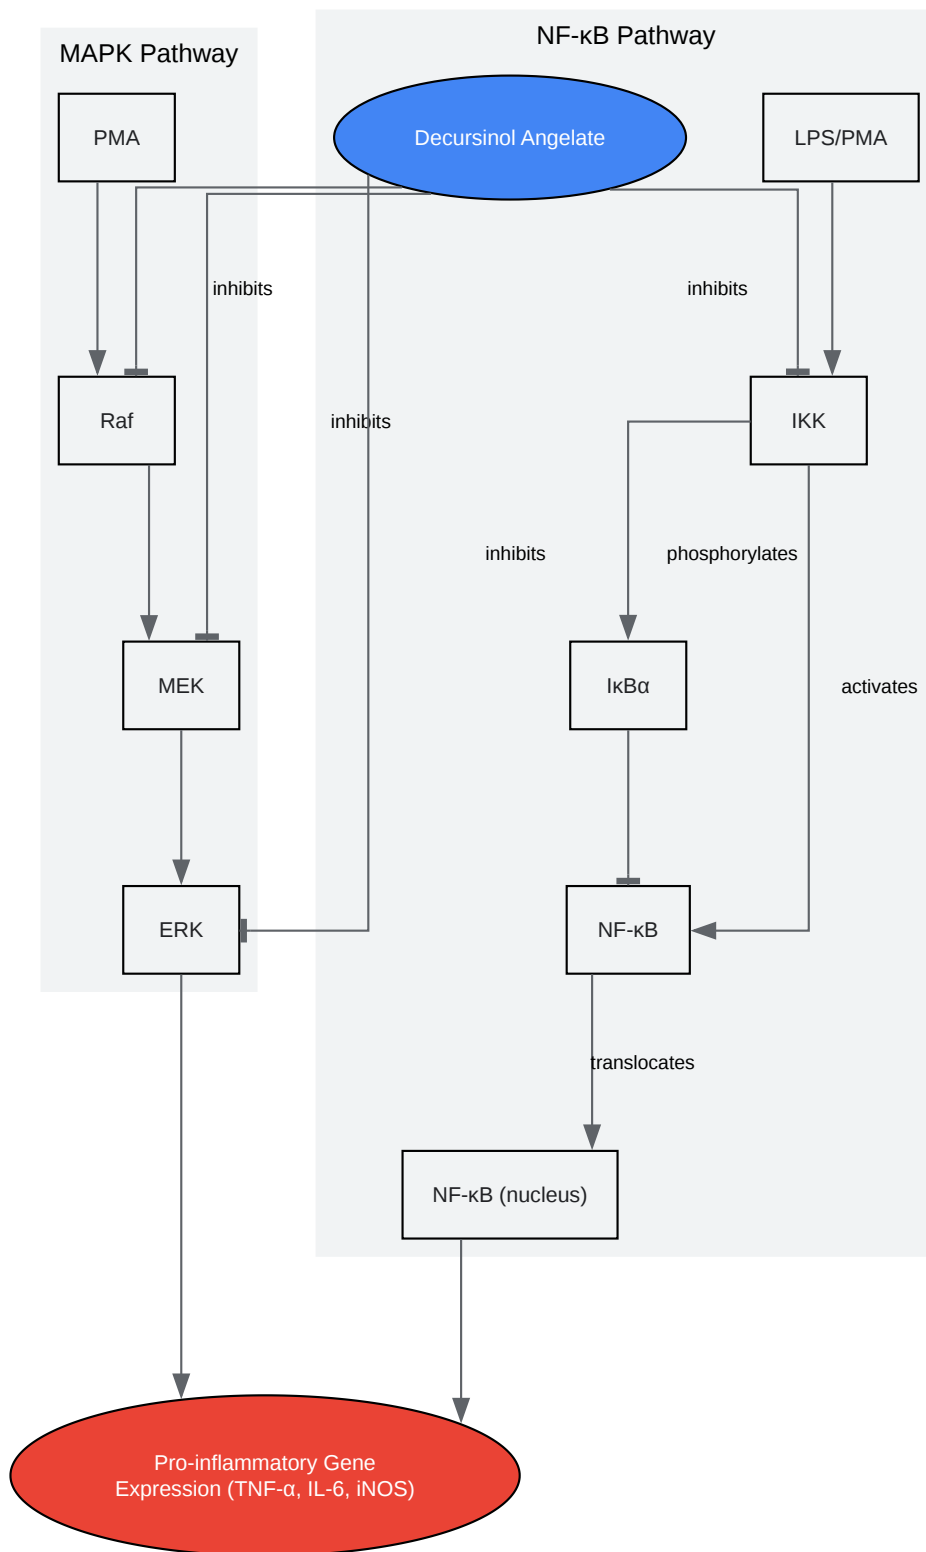 MAPK Pathway
NF-κB Pathway
PMA
Decursinol Angelate
LPS/PMA
inhibits
inhibits
Raf
inhibits
IKK
inhibits
phosphorylates
MEK
IκBα
activates
ERK
NF-κB
translocates
NF-κB (nucleus)
Pro-inflammatory Gene
Expression (TNF-α, IL-6, iNOS)